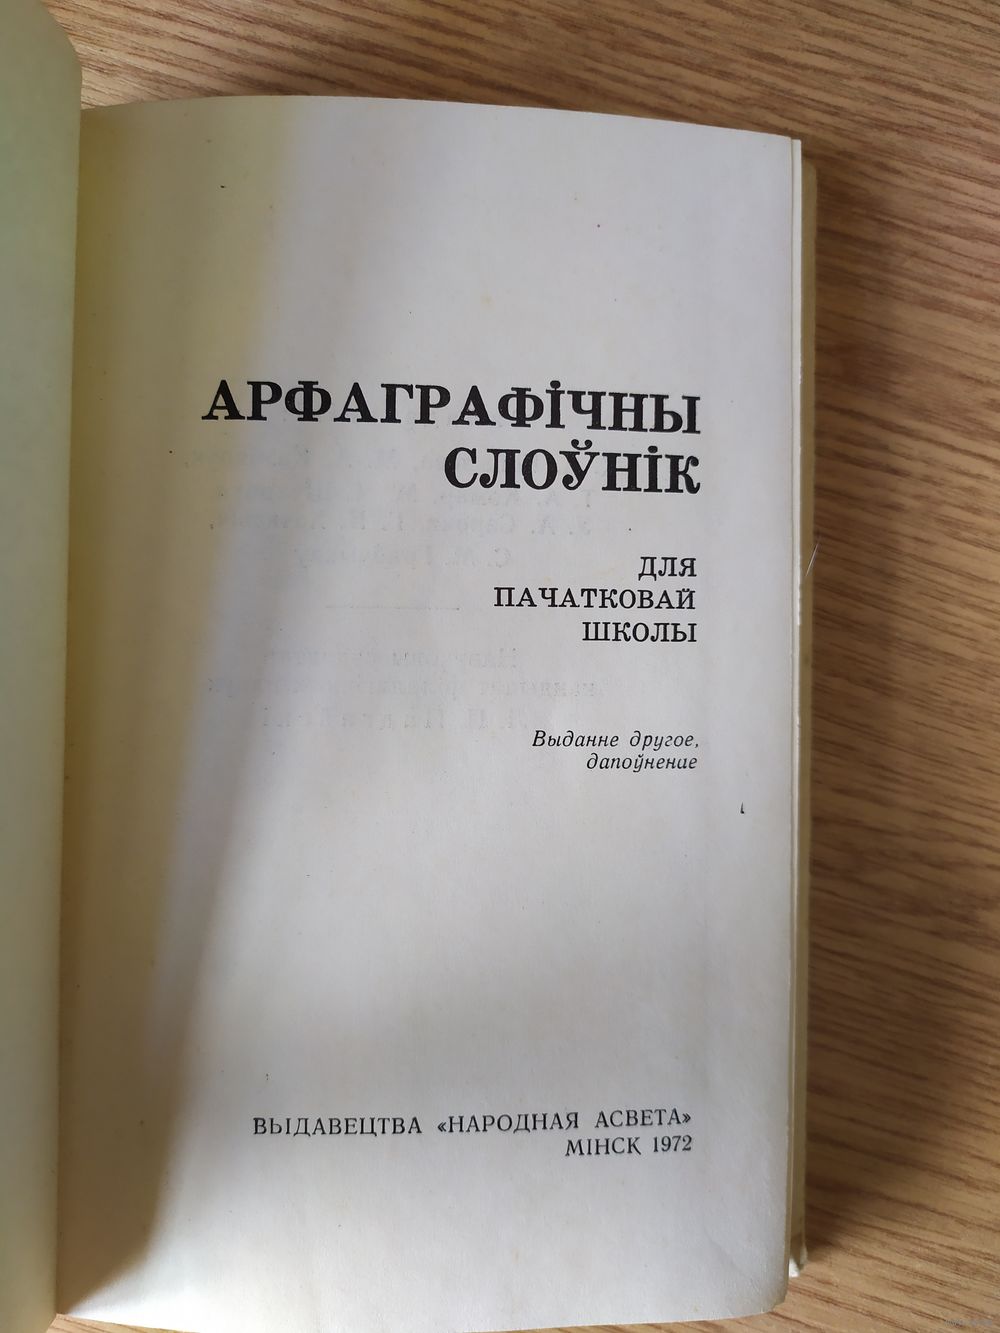 АРФАГРАФІЧНЫ
СЛОЎНІК
ДЛЯ
ПАЧАТКОВАЙ
ШКОЛЫ
Выданне другое,
дапоўненае
ВЫДАВЕЦТВА «НАРОДНАЯ АСВЕТА»
МІНСК 1972